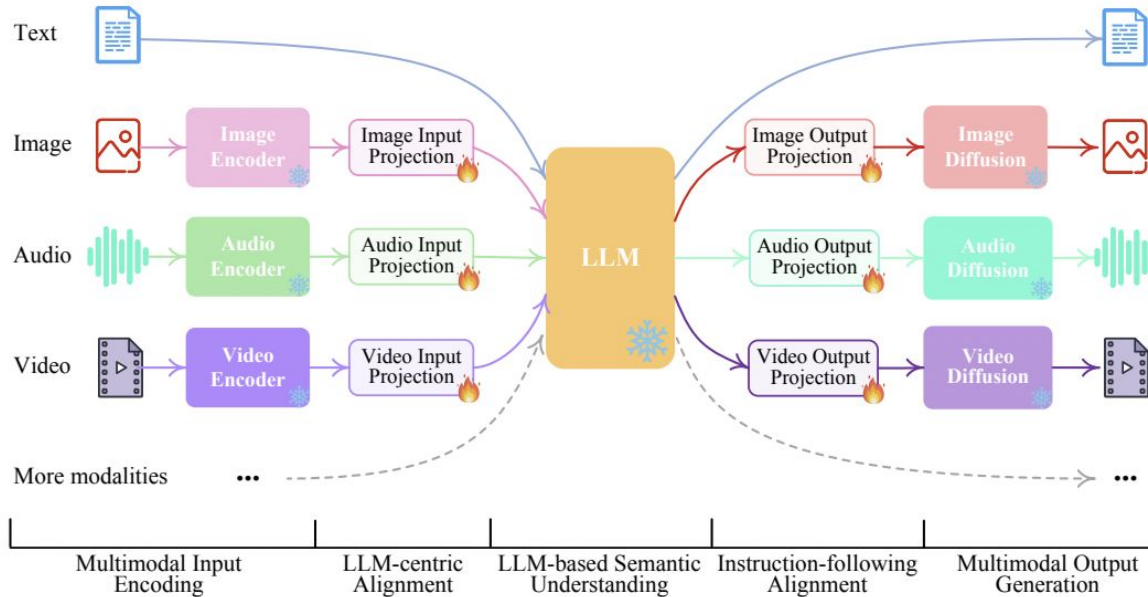 Text
Image
Image
Encoder
Image Input
Projection
Image Output
Projection
Image
Diffusion
Audio
Audio
Encoder
Audio Input
Projection
LLM
Audio Output
Projection
Audio
Diffusion
Video
Video
Encoder
Video Input
Projection
Video Output
Projection
Video
Diffusion
More modalities
...
...
Multimodal Input
Encoding
LLM-centric
Alignment
LLM-based Semantic
Understanding
Instruction-following
Alignment
Multimodal Output
Generation